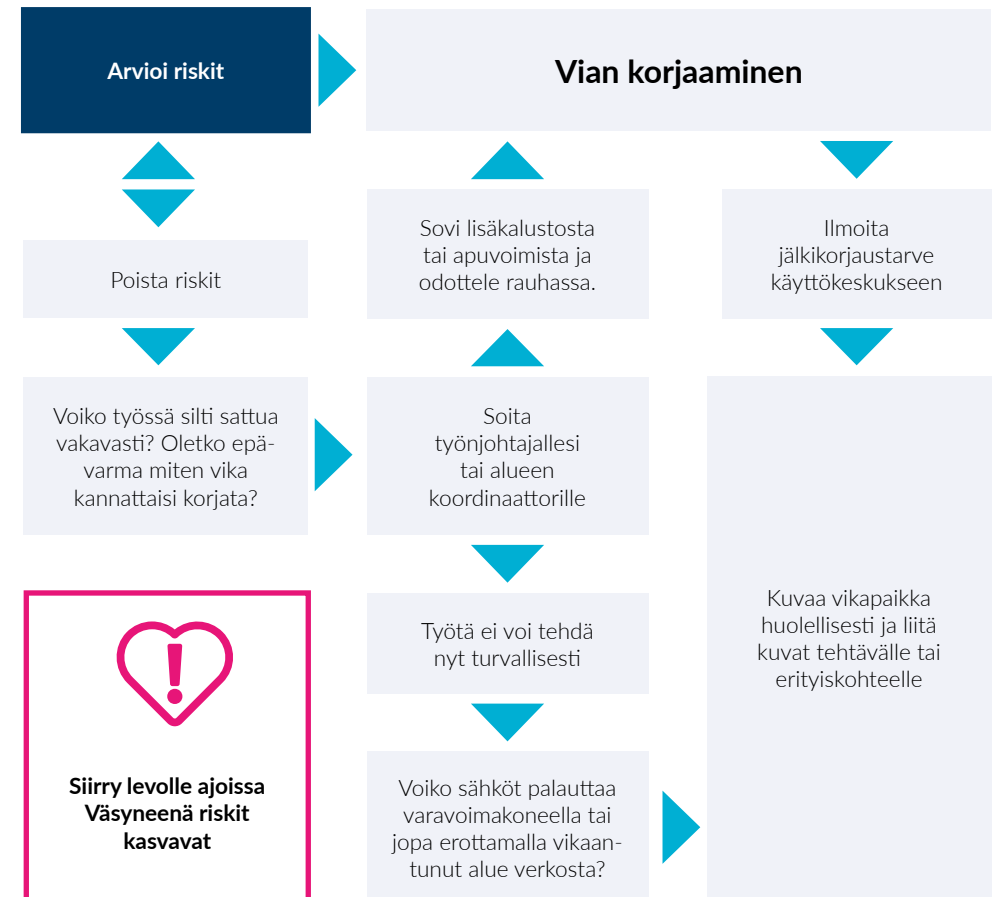 Arvioi riskit
Vian korjaaminen
Poista riskit
Sovi lisäkalustosta
tai apuvoimista ja
odottele rauhassa.
Ilmoita
jälkikorjaustarve
käyttökeskukseen
Voiko työssä silti sattua
vakavasti? Oletko epä-
varma miten vika
kannattaisi korjata?
Soita
työnjohtajallesi
tai alueen
koordinaattorille
Työtä ei voi tehdä
nyt turvallisesti
Kuvaa vikapaikka
huolellisesti ja liitä
kuvat tehtävälle tai
erityiskohteelle
Siirry levolle ajoissa
Väsyneenä riskit
kasvavat
Voiko sähköt palauttaa
varavoimakoneella tai
jopa erottamalla vikaan-
tunut alue verkosta?